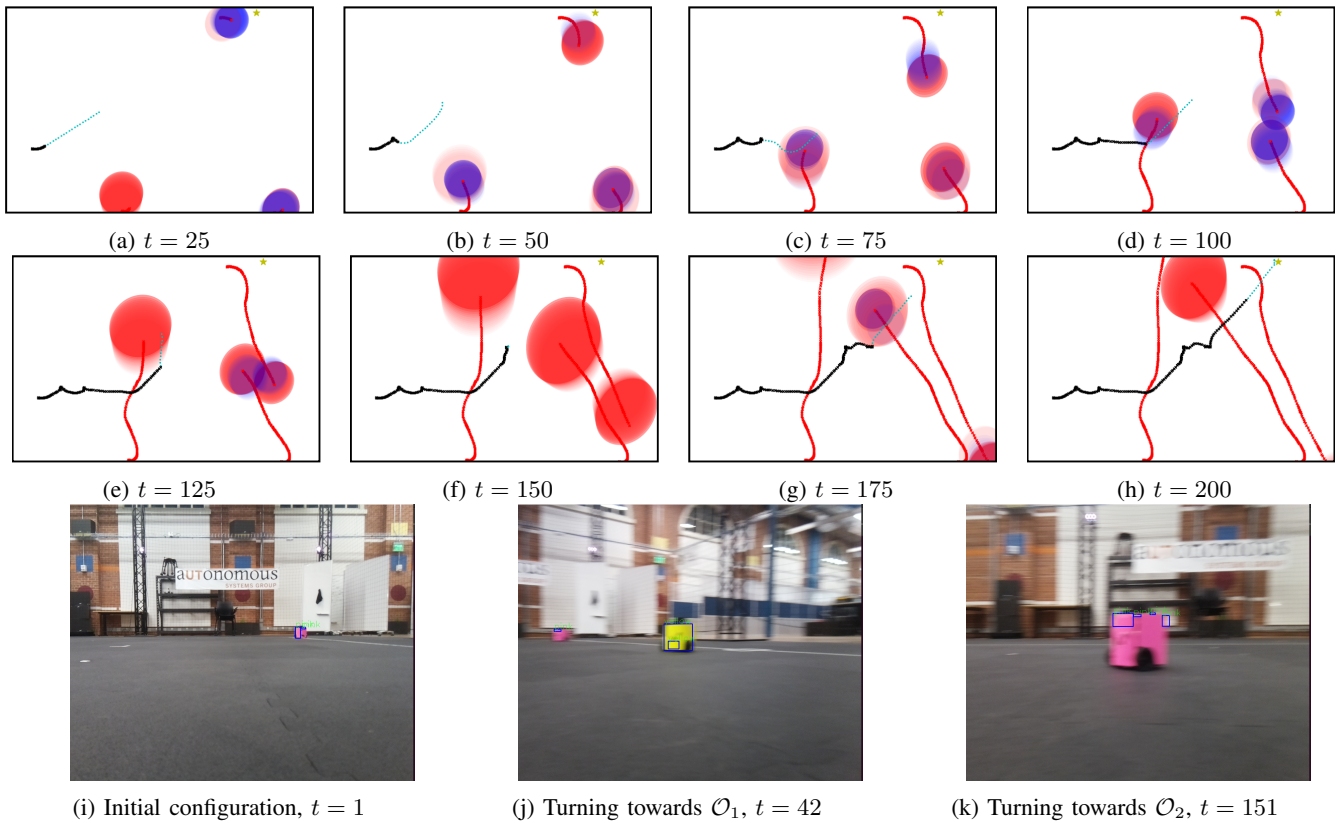 (a) t = 25
(b) t = 50
(c) t = 75
(d) t = 100
(e) t = 125
(f) t = 150
(g) t = 175
(h) t = 200
aUTonomous
SYSTEMS GROUP
autonomous
(i) Initial configuration, t = 1
(j) Turning towards 𝒪₁, t = 42
(k) Turning towards 𝒪₂, t = 151